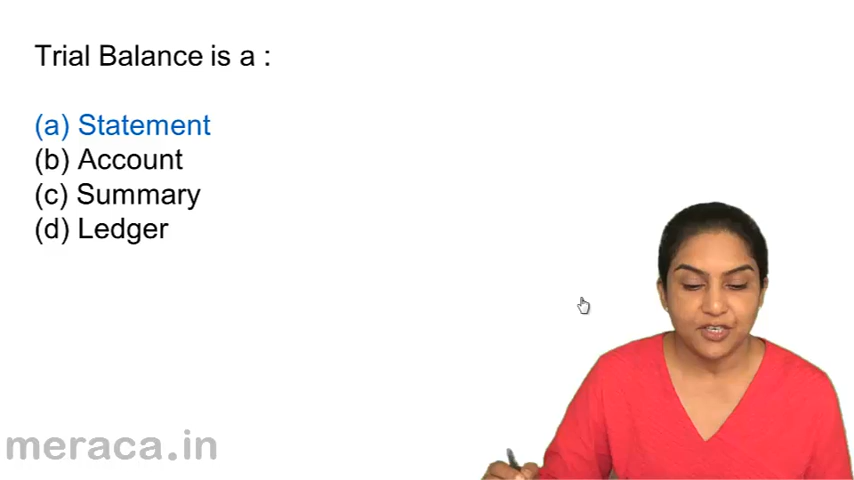 Trial Balance is a :
(a) Statement
(b) Account
(c) Summary
(d) Ledger
meraca.in